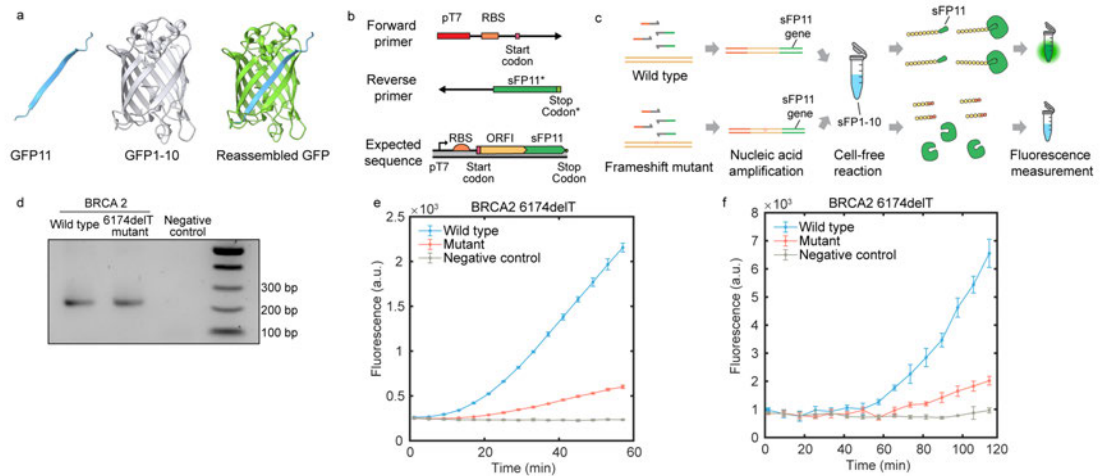 a
GFP11
GFP1-10
Reassembled GFP
b
Forward
primer
pT7
RBS
Start
codon
Reverse
primer
sFP11*
Stop
Codon*
Expected
sequence
RBS
ORFI
sFP11
pT7
Start
codon
Stop
Codon
c
Wild type
Frameshift mutant
sFP11
gene
sFP11
gene
Nucleic acid
amplification
sFP1-10
Cell-free
reaction
sFP11
Fluorescence
measurement
d
BRCA 2
Wild type
6174delT
mutant
Negative
control
300 bp
200 bp
100 bp
e
BRCA2 6174delT
×10³
2.5
2
1.5
1
0.5
0
Fluorescence (a.u.)
Wild type
Mutant
Negative control
0
20
40
60
Time (min)
f
BRCA2 6174delT
×10³
8
7
6
5
4
3
2
1
0
Fluorescence (a.u.)
Wild type
Mutant
Negative control
0
20
40
60
80
100
120
Time (min)